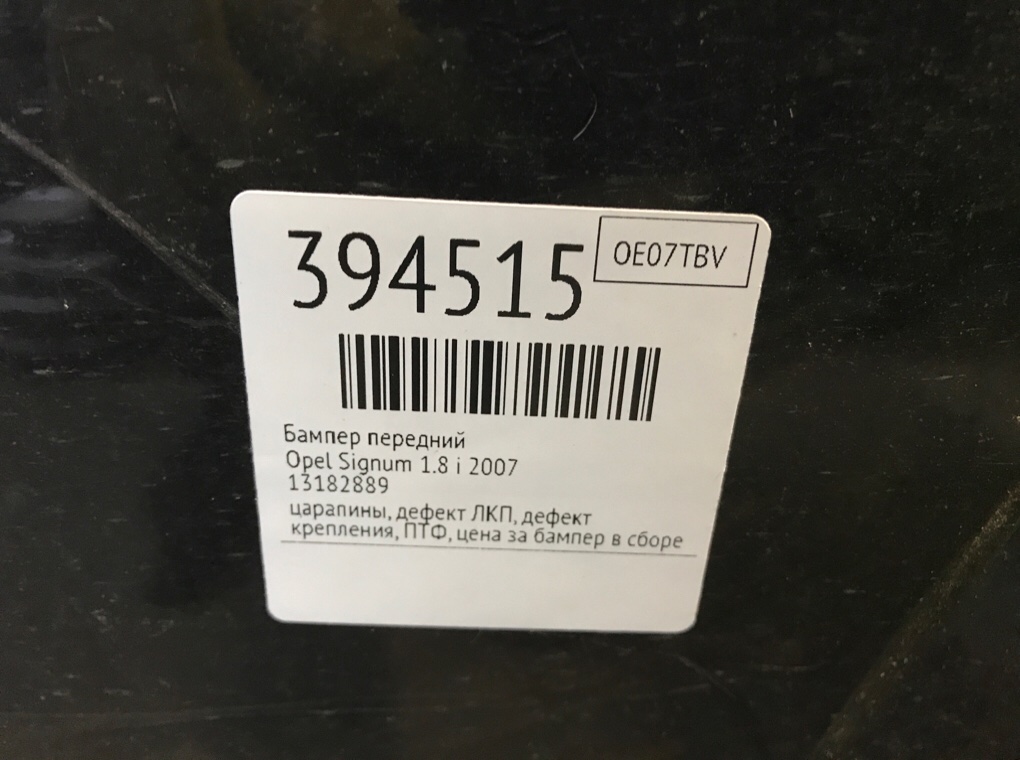 394515
OE07TBV
Бампер передний
Opel Signum 1.8 i 2007
13182889
царапины, дефект ЛКП, дефект
крепления, ПТФ, цена за бампер в сборе